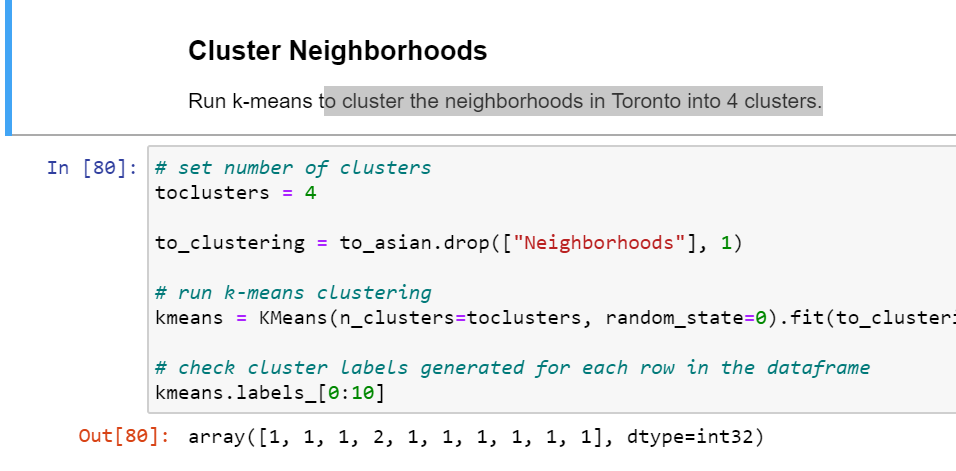 Cluster Neighborhoods
Run k-means to cluster the neighborhoods in Toronto into 4 clusters.
In [80]:
# set number of clusters
toclusters = 4
to_clustering = to_asian.drop(["Neighborhoods"], 1)
# run k-means clustering
kmeans = KMeans(n_clusters=toclusters, random_state=0).fit(to_clusteri
# check cluster labels generated for each row in the dataframe
kmeans.labels_[0:10]
Out[80]: array([1, 1, 1, 2, 1, 1, 1, 1, 1, 1], dtype=int32)